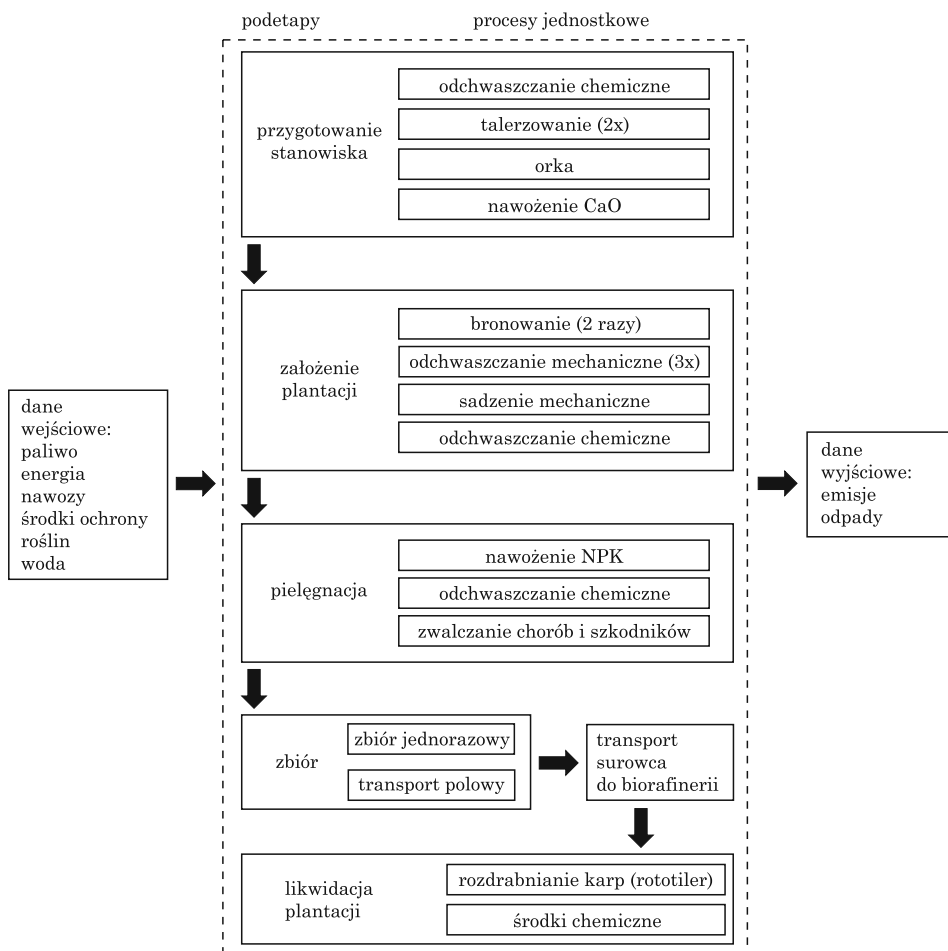 podetapy
procesy jednostkowe
przygotowanie
stanowiska
odchwaszczanie chemiczne
talerzowanie (2x)
orka
nawożenie CaO
założenie
plantacji
bronowanie (2 razy)
odchwaszczanie mechaniczne (3x)
sadzenie mechaniczne
odchwaszczanie chemiczne
dane
wejściowe:
paliwo
energia
nawozy
środki ochrony
roślin
woda
dane
wyjściowe:
emisje
odpady
pielęgnacja
nawożenie NPK
odchwaszczanie chemiczne
zwalczanie chorób i szkodników
zbiór
zbiór jednorazowy
transport polowy
transport
surowca
do biorafinerii
likwidacja
plantacji
rozdrabnianie karp (rototiler)
środki chemiczne